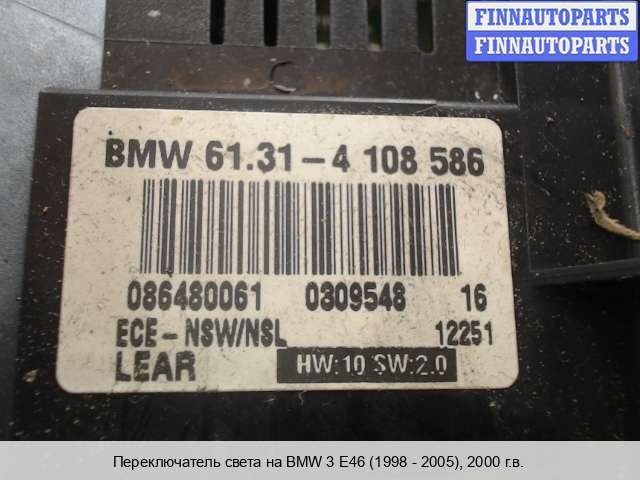 FINNAUTOPARTS
FINNAUTOPARTS
BMW 61.31-4 108 586
086480061 0309548 16
ECE-NSW/NSL 12251
LEAR HW:10 SW:2.0
Переключатель света на BMW 3 E46 (1998 - 2005), 2000 г.в.